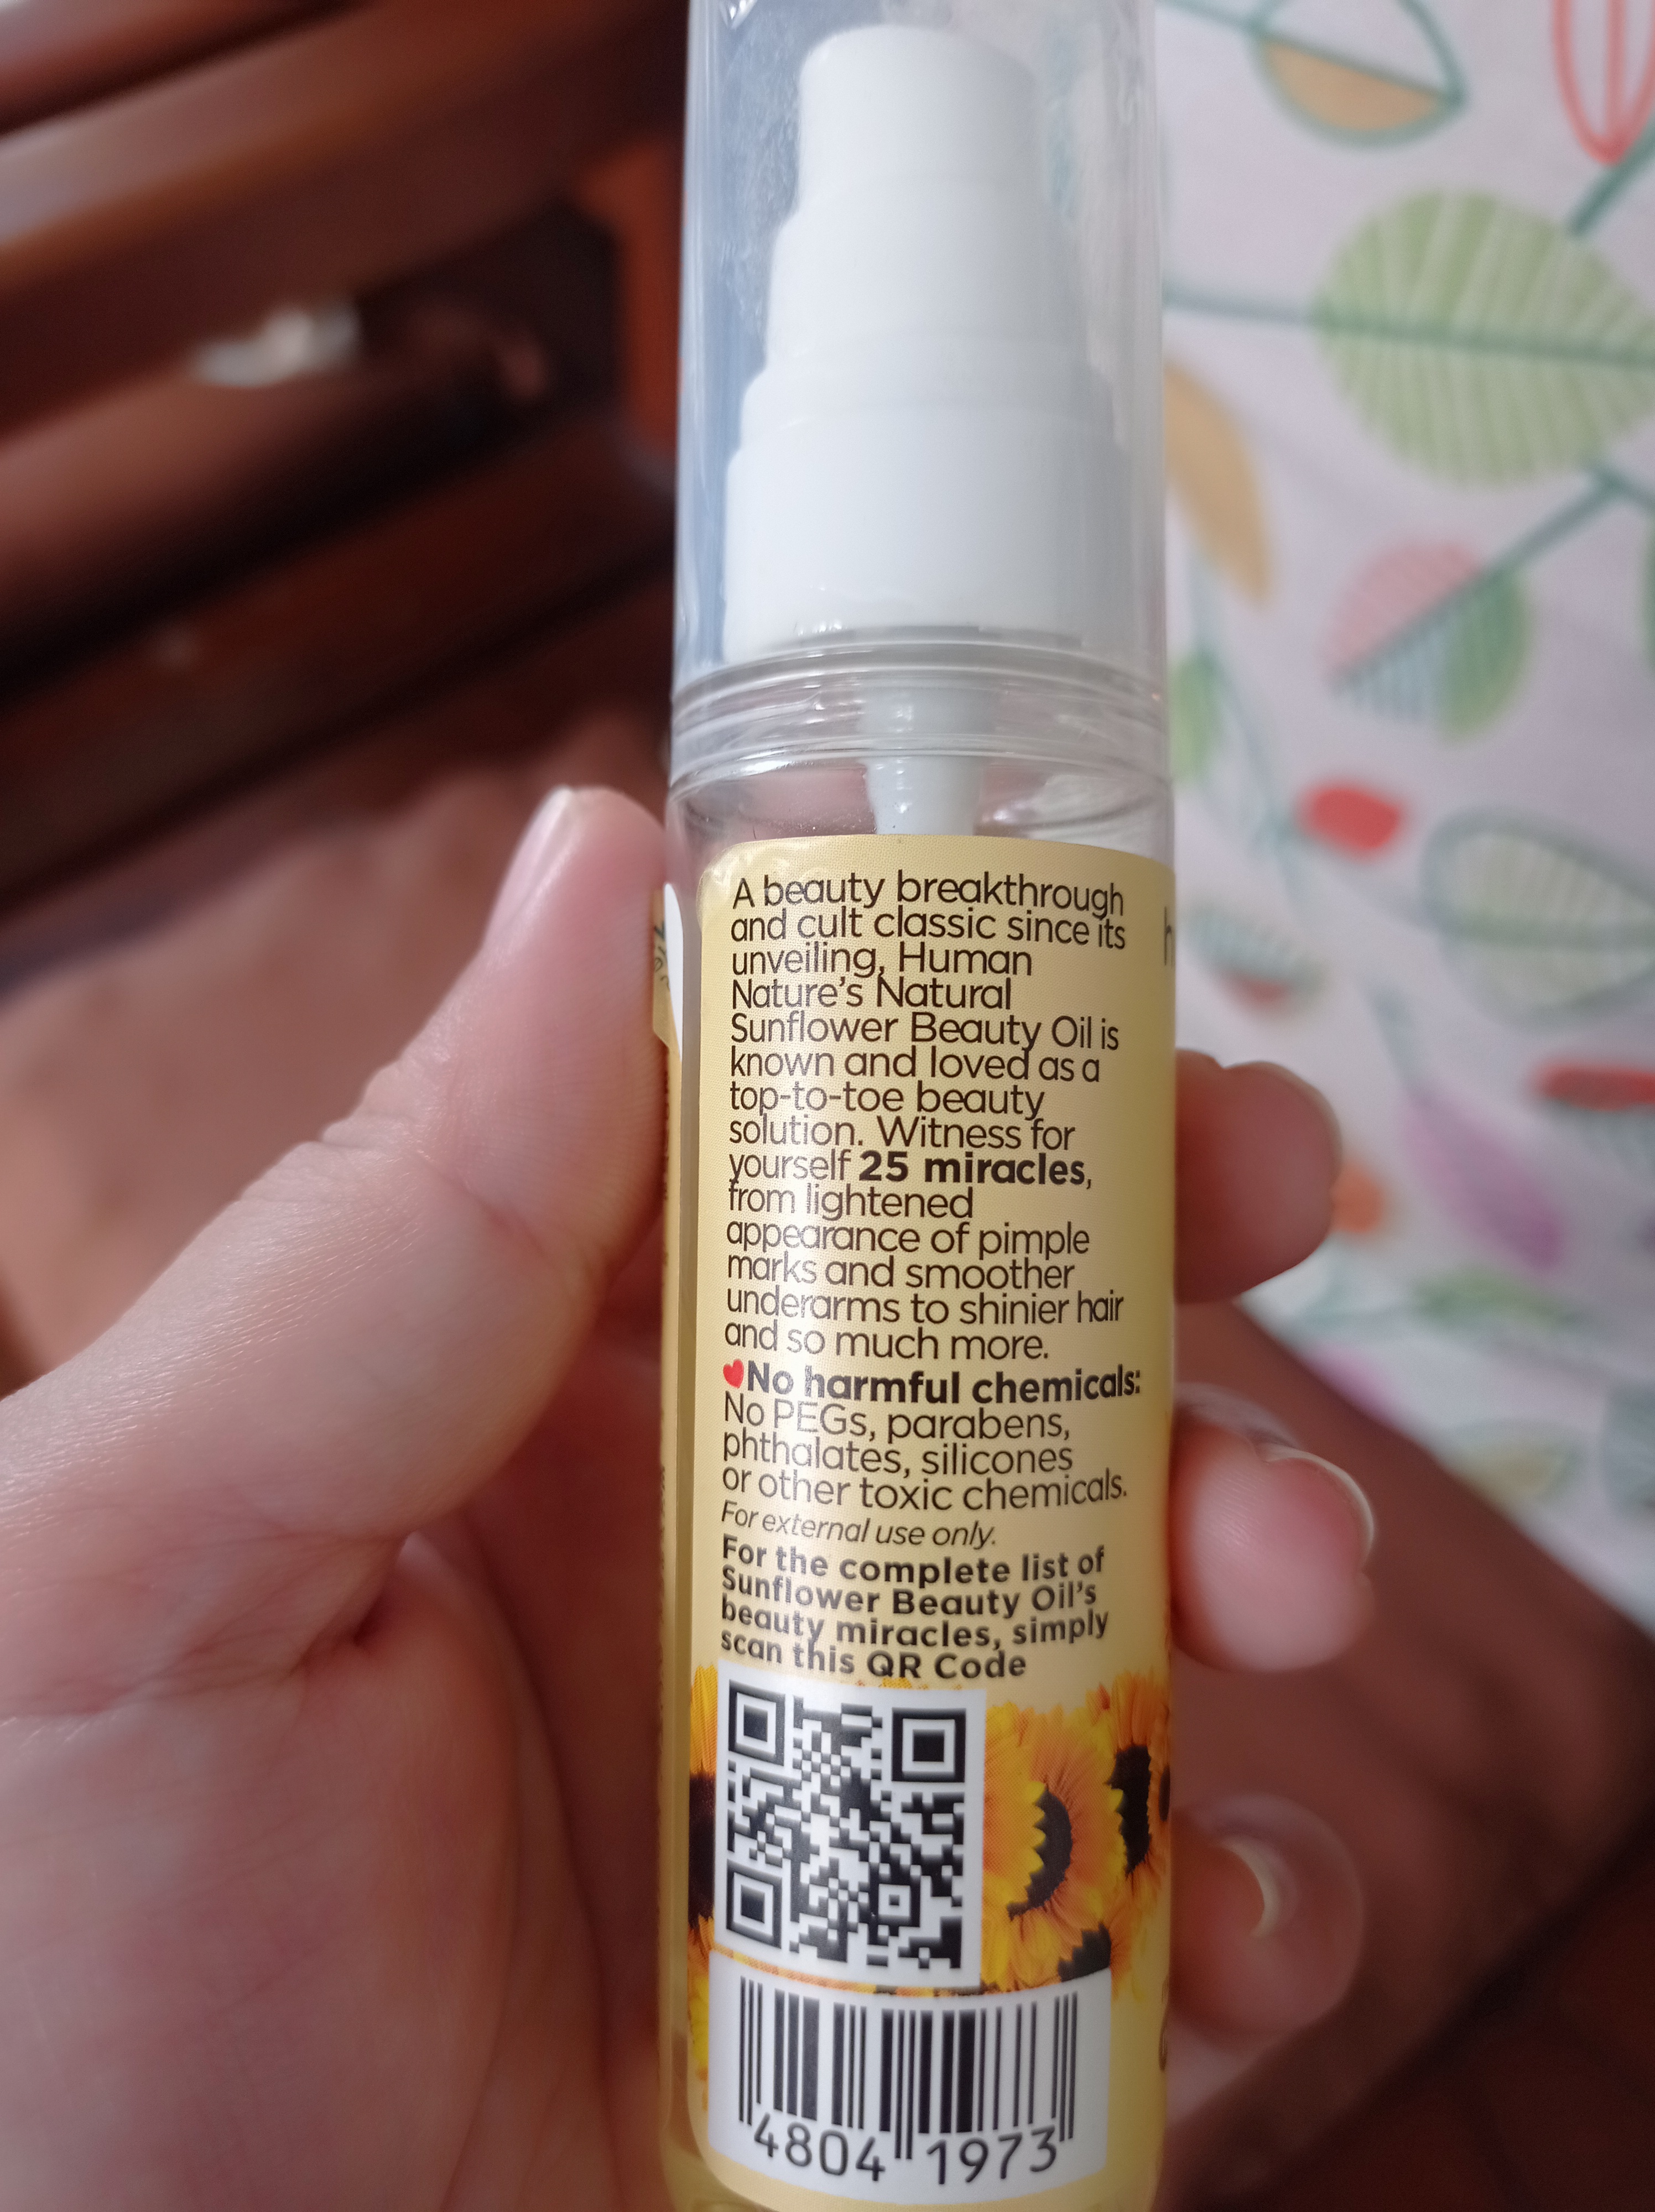 A beauty breakthrough
and cult classic since its
unveiling, Human
Nature's Natural
Sunflower Beauty Oil is
known and loved as a
top-to-toe beauty
solution. Witness for
yourself 25 miracles,
from lightened
appearance of pimple
marks and smoother
underarms to shinier hair
and so much more.
No harmful chemicals:
No PEGs, parabens,
phthalates, silicones
or other toxic chemicals.
For external use only.
For the complete list of
Sunflower Beauty Oil's
beauty miracles, simply
scan this QR Code
4804 1973